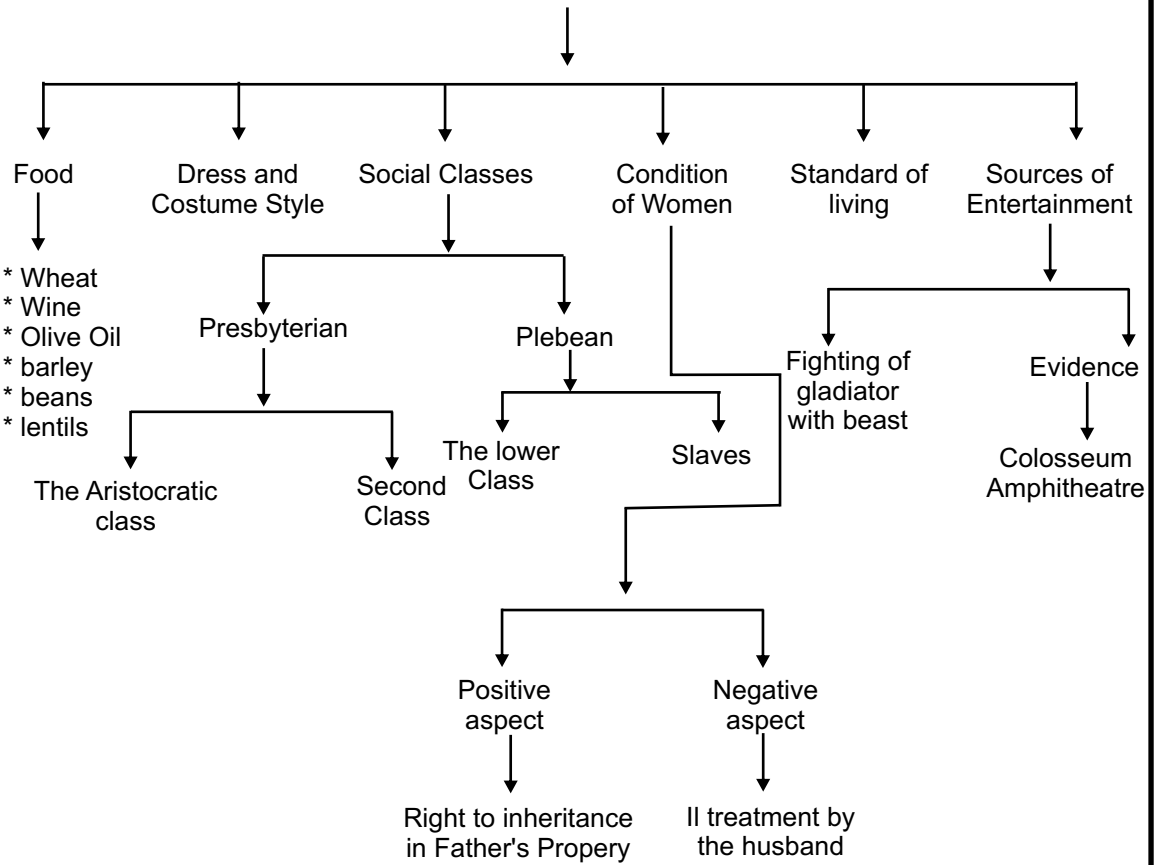 Food
Dress and
Costume Style
Social Classes
Condition
of Women
Standard of
living
Sources of
Entertainment
* Wheat
* Wine
* Olive Oil
* barley
* beans
* lentils
Presbyterian
Plebean
Fighting of
gladiator
with beast
Evidence
The Aristocratic
class
Second
Class
The lower
Class
Slaves
Colosseum
Amphitheatre
Positive
aspect
Negative
aspect
Right to inheritance
in Father's Propery
Il treatment by
the husband